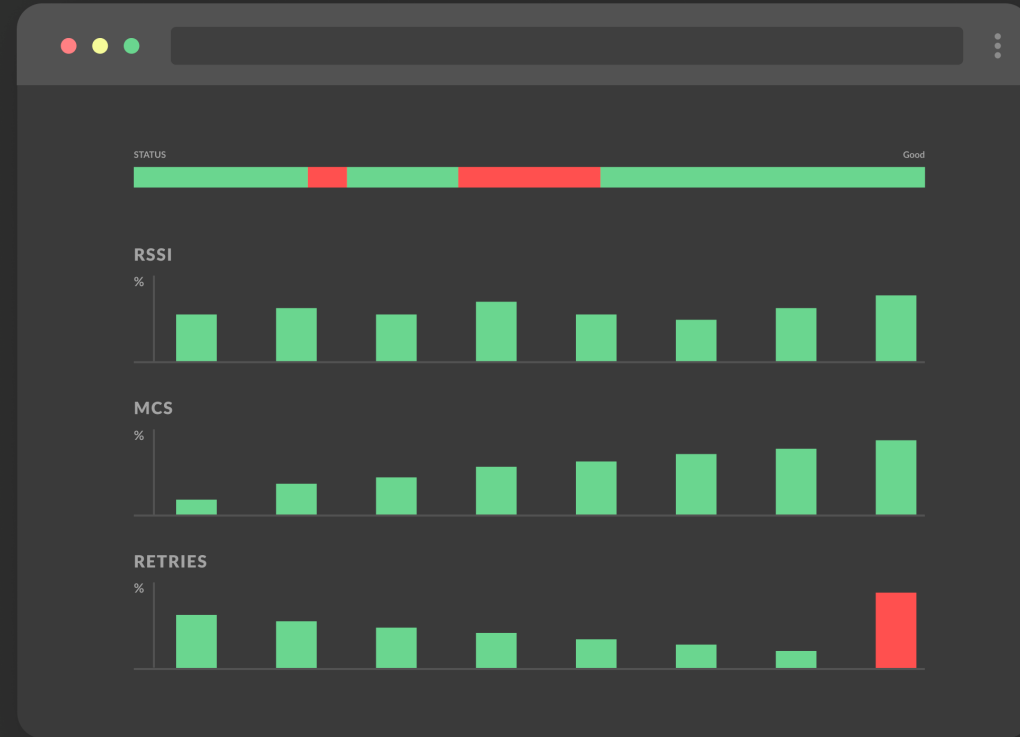 STATUS
Good
RSSI
%
MCS
%
RETRIES
%